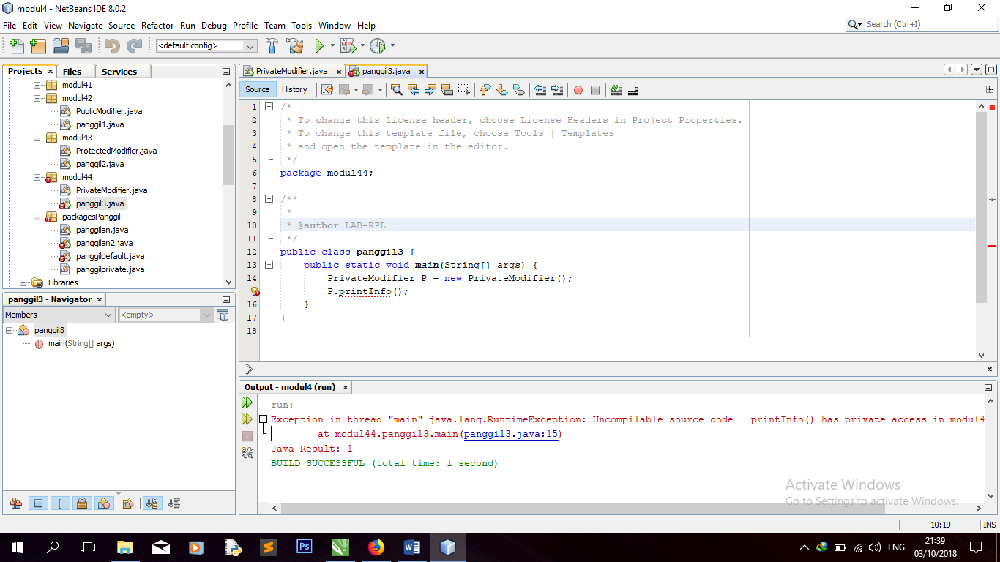 modul4 - NetBeans IDE 8.0.2
File Edit View Navigate Source Refactor Run Debug Profile Team Tools Window Help
Search (Ctrl+I)
<default config>
Projects Files Services
modul41
modul42
PublicModifier.java
panggil1.java
modul43
ProtectedModifier.java
panggil2.java
modul44
PrivateModifier.java
panggil3.java
packagesPanggil
panggilan.java
panggilan2.java
panggildefault.java
panggilprivate.java
Libraries
panggil3 - Navigator
Members <empty>
panggil3
main(String[] args)
PrivateModifier.java panggil3.java
Source History
1 /*
2 * To change this license header, choose License Headers in Project Properties.
3 * To change this template file, choose Tools | Templates
4 * and open the template in the editor.
5 */
6 package modul44;
7
8 /**
9 *
10 * @author LAB-RPL
11 */
12 public class panggil3 {
13 public static void main(String[] args) {
14 PrivateModifier P = new PrivateModifier();
P.printInfo();
16 }
17 }
18
Output - modul4 (run)
run:
Exception in thread "main" java.lang.RuntimeException: Uncompilable source code - printInfo() has private access in modul4
at modul44.panggil3.main(panggil3.java:15)
Java Result: 1
BUILD SUCCESSFUL (total time: 1 second)
Activate Windows
Go to Settings to activate Windows.
10:19 INS
Ps
ENG
21:39
03/10/2018